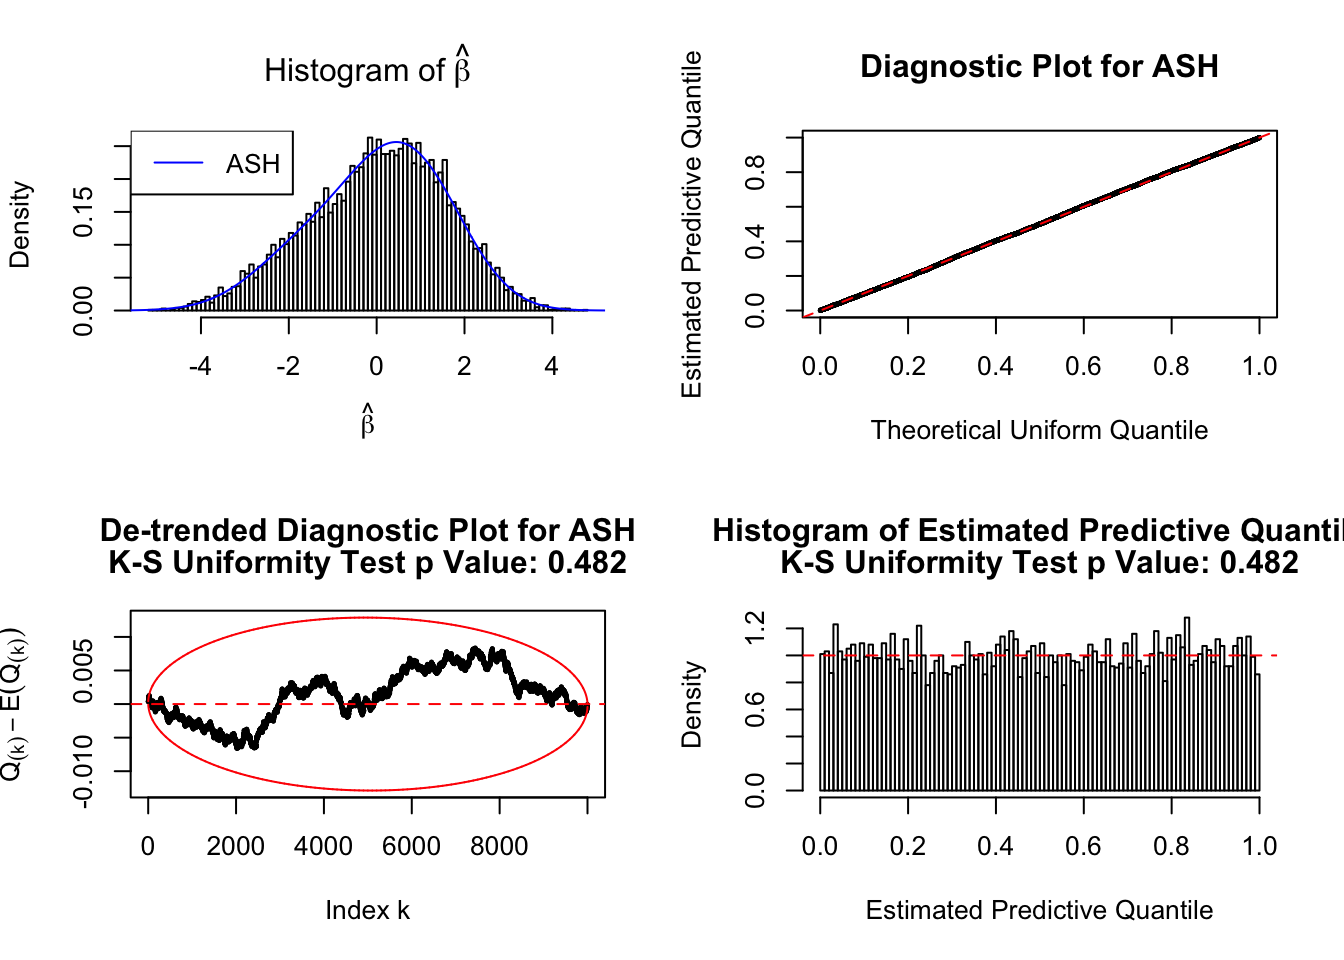 Histogram of β̂
ASH
Density
0.00 0.15
-4 -2 0 2 4
β̂
Diagnostic Plot for ASH
Estimated Predictive Quantile
0.0 0.4 0.8
0.0 0.2 0.4 0.6 0.8 1.0
Theoretical Uniform Quantile
De-trended Diagnostic Plot for ASH
K-S Uniformity Test p Value: 0.482
Q(k) − E(Q(k))
-0.010 0.005
0 2000 4000 6000 8000
Index k
Histogram of Estimated Predictive Quantil
K-S Uniformity Test p Value: 0.482
Density
0.0 0.6 1.2
0.0 0.2 0.4 0.6 0.8 1.0
Estimated Predictive Quantile